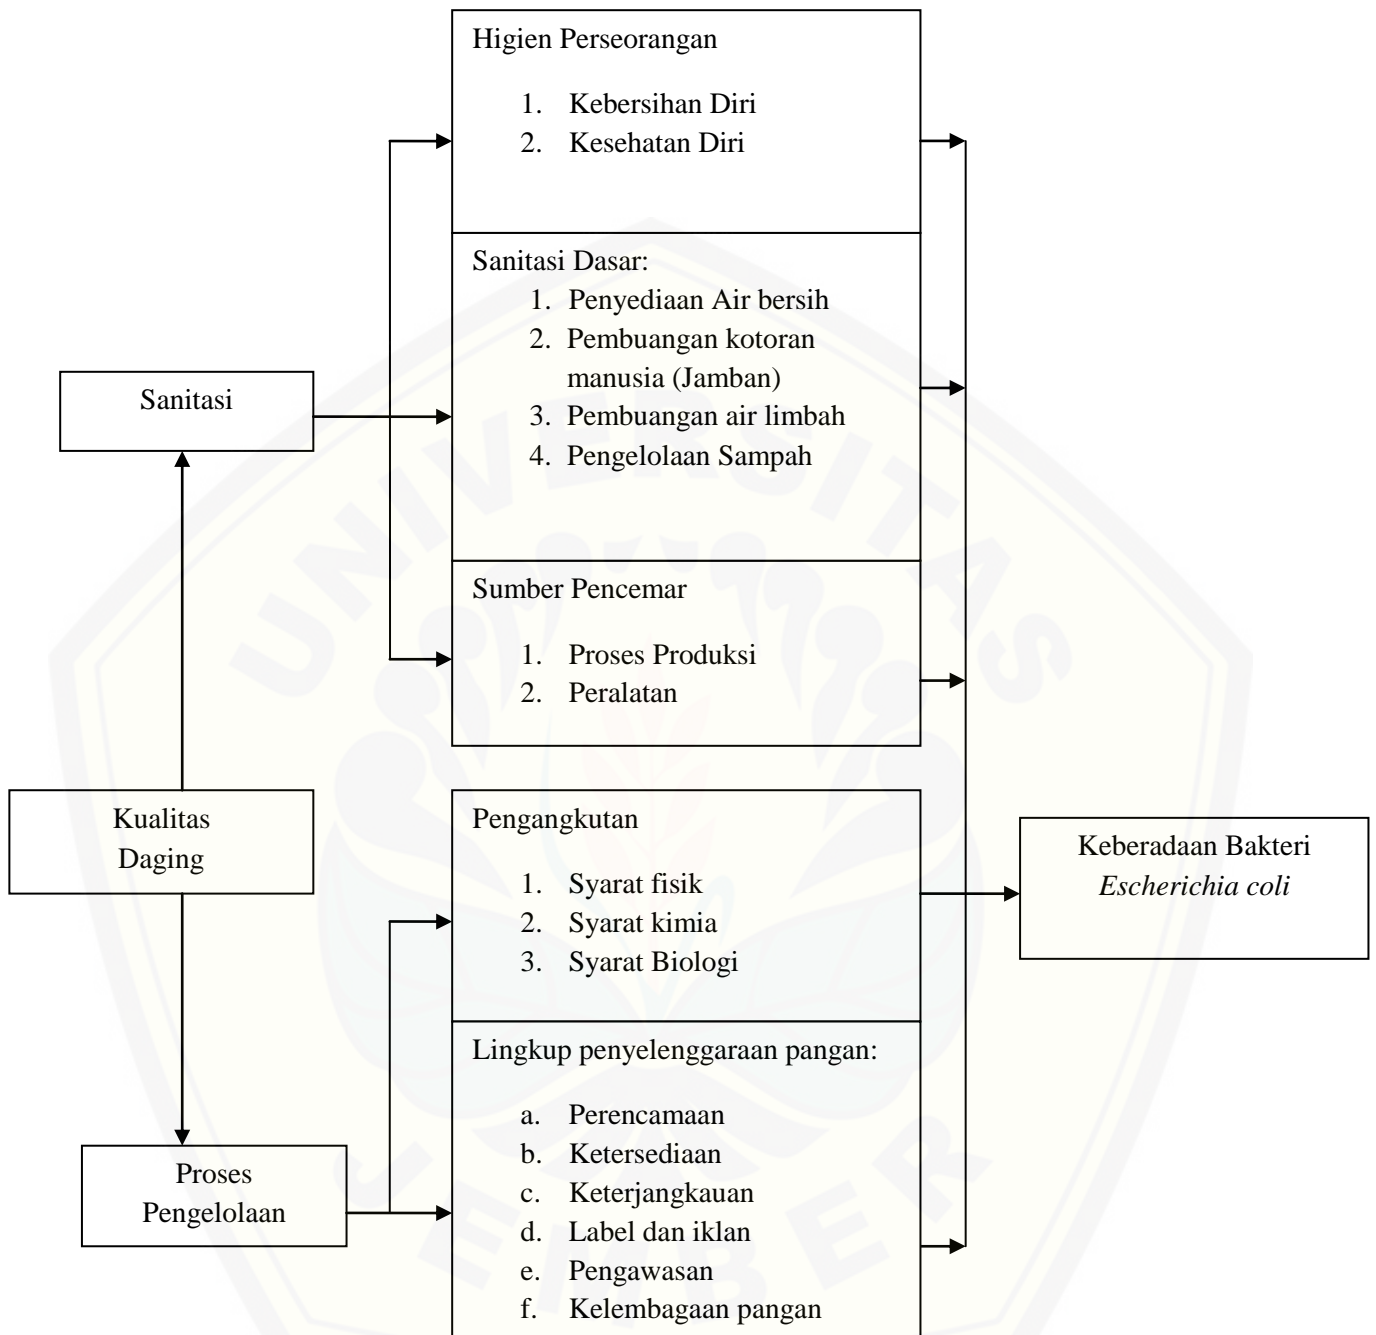 Higien Perseorangan
1. Kebersihan Diri
2. Kesehatan Diri
Sanitasi Dasar:
1. Penyediaan Air bersih
2. Pembuangan kotoran
manusia (Jamban)
3. Pembuangan air limbah
4. Pengelolaan Sampah
Sanitasi
Sumber Pencemar
1. Proses Produksi
2. Peralatan
Kualitas
Daging
Pengangkutan
1. Syarat fisik
2. Syarat kimia
3. Syarat Biologi
Keberadaan Bakteri
Escherichia coli
Lingkup penyelenggaraan pangan:
a. Perencamaan
b. Ketersediaan
c. Keterjangkauan
d. Label dan iklan
e. Pengawasan
f. Kelembagaan pangan
Proses
Pengelolaan
UNIVERSITAS
JEMBER